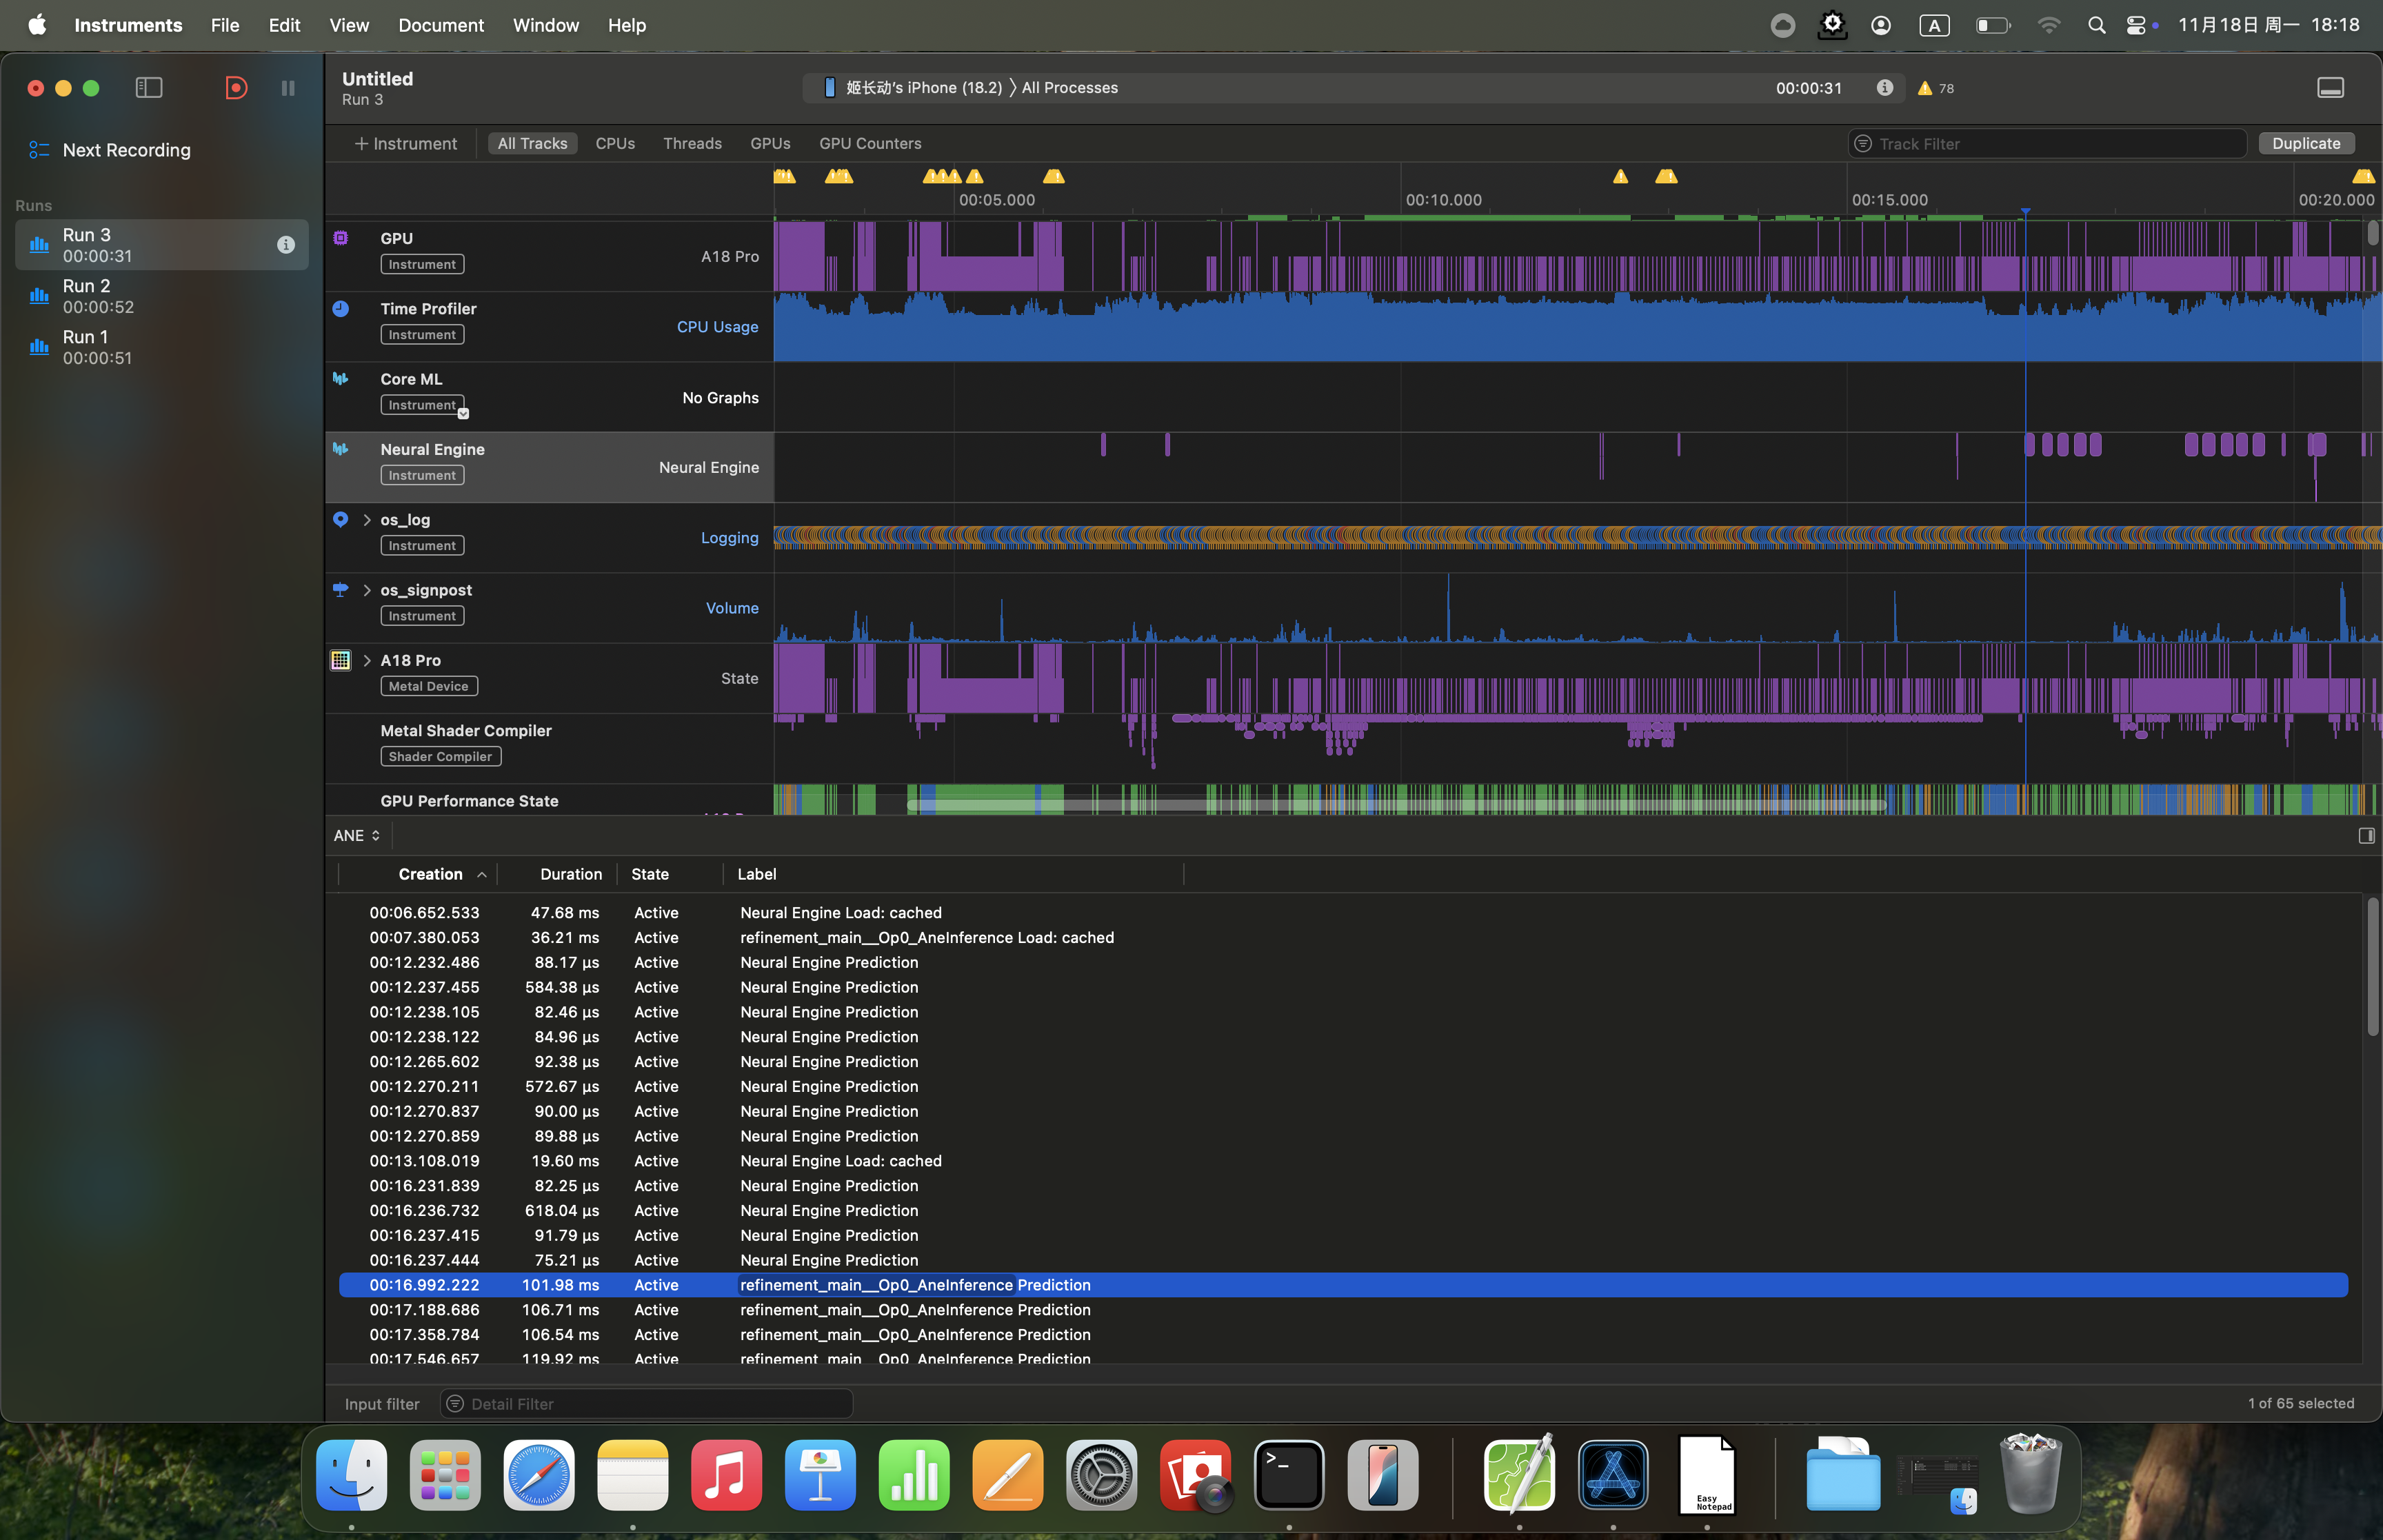 Instruments File Edit View Document Window Help
A 11月18日 周一 18:18
Untitled
Run 3
姬长动's iPhone (18.2) 〉All Processes 00:00:31 78
Next Recording
+ Instrument All Tracks CPUs Threads GPUs GPU Counters Track Filter Duplicate
Runs
Run 3
00:00:31
Run 2
00:00:52
Run 1
00:00:51
00:05.000 00:10.000 00:15.000 00:20.000
GPU
Instrument
A18 Pro
Time Profiler
Instrument
CPU Usage
Core ML
Instrument
No Graphs
Neural Engine
Instrument
Neural Engine
os_log
Instrument
Logging
os_signpost
Instrument
Volume
A18 Pro
Metal Device
State
Metal Shader Compiler
Shader Compiler
GPU Performance State
ANE
Creation Duration State Label
00:06.652.533 47.68 ms Active Neural Engine Load: cached
00:07.380.053 36.21 ms Active refinement_main__Op0_AneInference Load: cached
00:12.232.486 88.17 µs Active Neural Engine Prediction
00:12.237.455 584.38 µs Active Neural Engine Prediction
00:12.238.105 82.46 µs Active Neural Engine Prediction
00:12.238.122 84.96 µs Active Neural Engine Prediction
00:12.265.602 92.38 µs Active Neural Engine Prediction
00:12.270.211 572.67 µs Active Neural Engine Prediction
00:12.270.837 90.00 µs Active Neural Engine Prediction
00:12.270.859 89.88 µs Active Neural Engine Prediction
00:13.108.019 19.60 ms Active Neural Engine Load: cached
00:16.231.839 82.25 µs Active Neural Engine Prediction
00:16.236.732 618.04 µs Active Neural Engine Prediction
00:16.237.415 91.79 µs Active Neural Engine Prediction
00:16.237.444 75.21 µs Active Neural Engine Prediction
00:16.992.222 101.98 ms Active refinement_main__Op0_AneInference Prediction
00:17.188.686 106.71 ms Active refinement_main__Op0_AneInference Prediction
00:17.358.784 106.54 ms Active refinement_main__Op0_AneInference Prediction
00:17.546.657 119.92 ms Active refinement_main__Op0_AneInference Prediction
Input filter Detail Filter 1 of 65 selected
Easy
Notepad